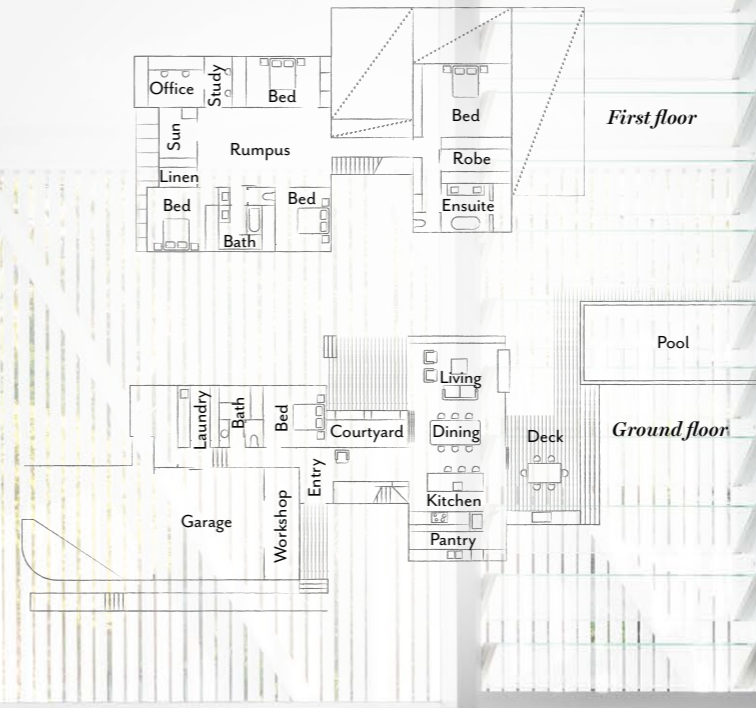 Office
Study
Bed
Bed
First floor
Sun
Rumpus
Robe
Linen
Bed
Bed
Ensuite
Bath
Pool
Living
Laundry
Bath
Bed
Courtyard
Dining
Deck
Ground floor
Entry
Kitchen
Garage
Workshop
Pantry